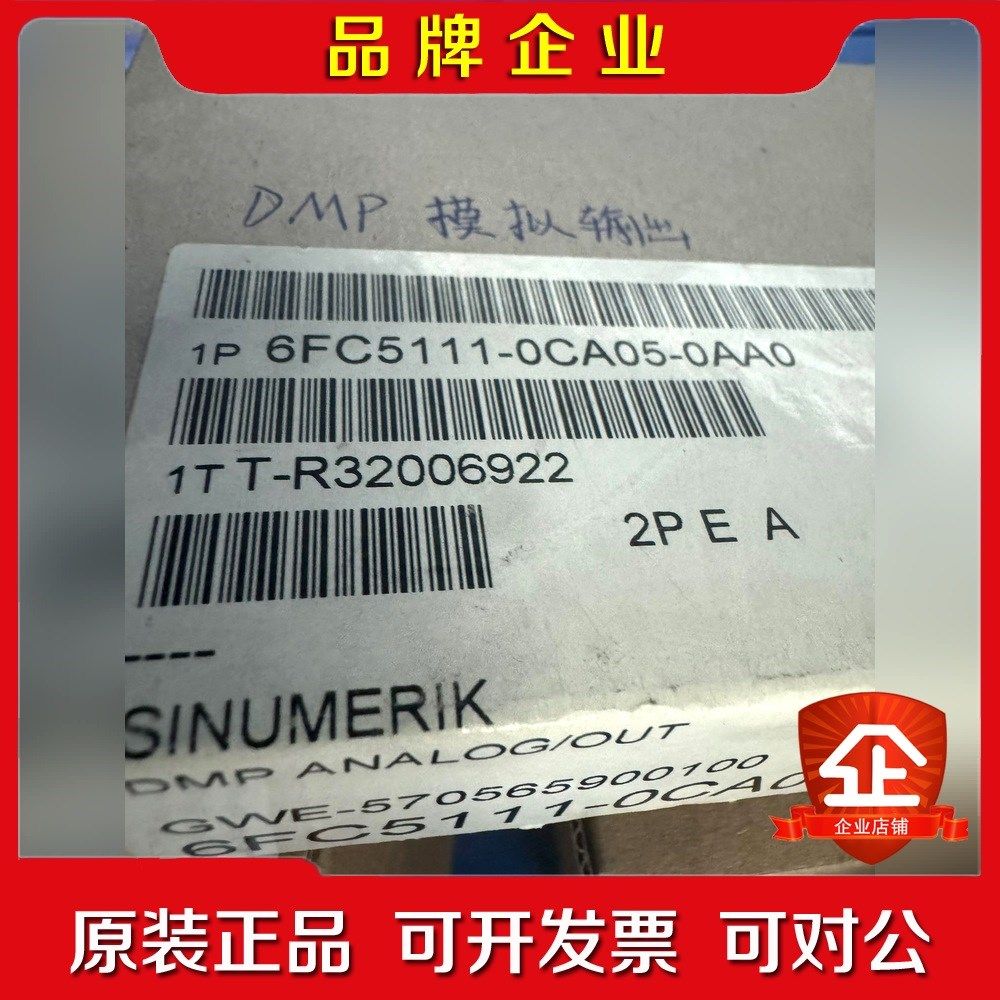 品牌企业
DMP 模拟输出
1P 6FC5111-0CA05-0AA0
1T T-R32006922
2P E A
----
SINUMERIK
DMP ANALOG/OUT
GWE-570565900100
6FC5111-0CA0
企
企业店铺
原装正品 可开发票 可对公